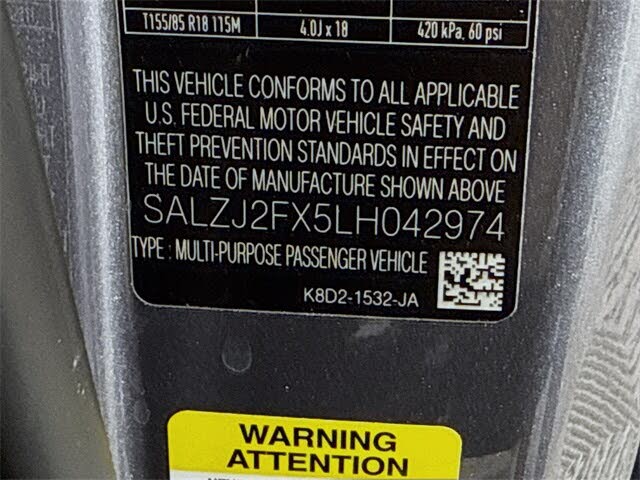 T155/85 R18 115M 4.0J x 18 420 kPa, 60 psi
THIS VEHICLE CONFORMS TO ALL APPLICABLE
U.S. FEDERAL MOTOR VEHICLE SAFETY AND
THEFT PREVENTION STANDARDS IN EFFECT ON
THE DATE OF MANUFACTURE SHOWN ABOVE
SALZJ2FX5LH042974
TYPE : MULTI-PURPOSE PASSENGER VEHICLE
K8D2-1532-JA
WARNING
ATTENTION